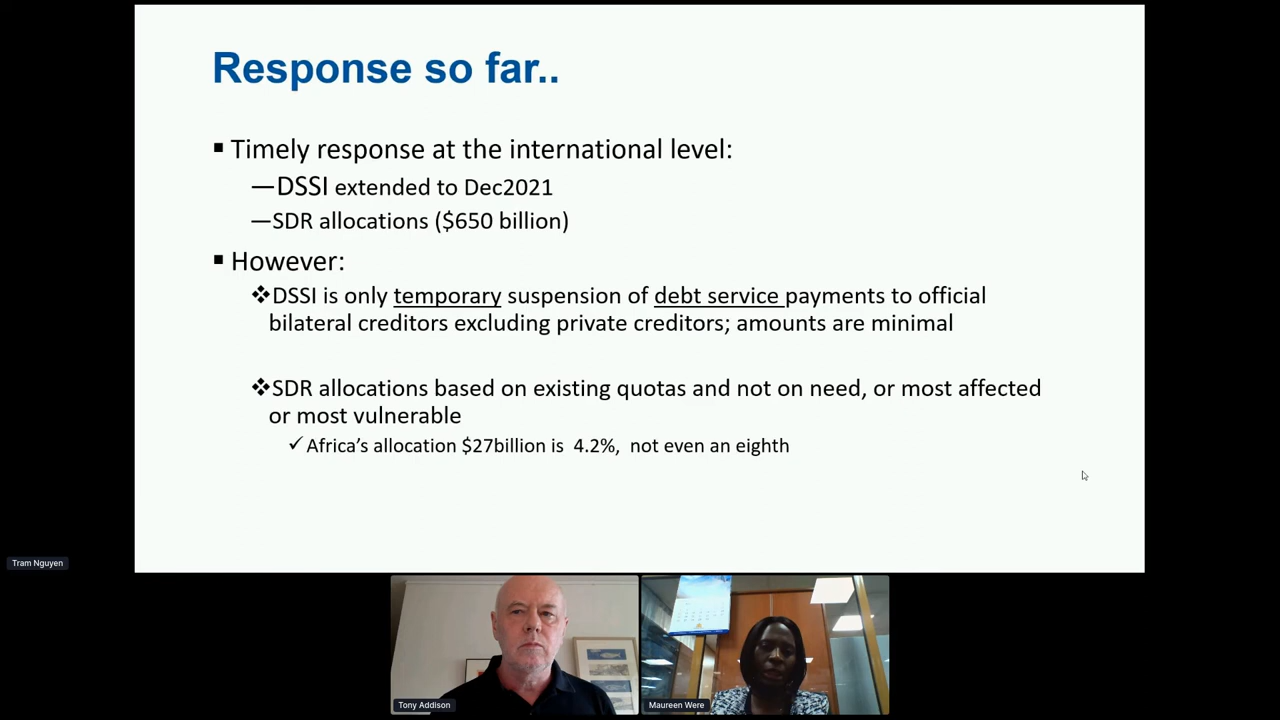 Response so far..
▪ Timely response at the international level:
—DSSI extended to Dec2021
—SDR allocations ($650 billion)
▪ However:
❖DSSI is only temporary suspension of debt service payments to official
bilateral creditors excluding private creditors; amounts are minimal
❖SDR allocations based on existing quotas and not on need, or most affected
or most vulnerable
✓Africa’s allocation $27billion is 4.2%, not even an eighth
Tram Nguyen
Tony Addison
Maureen Were